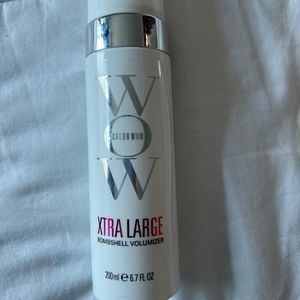 WOW
COLOR WOW
XTRA LARGE
BOMBSHELL VOLUMIZER
200ml ℮ 6.7 FL OZ